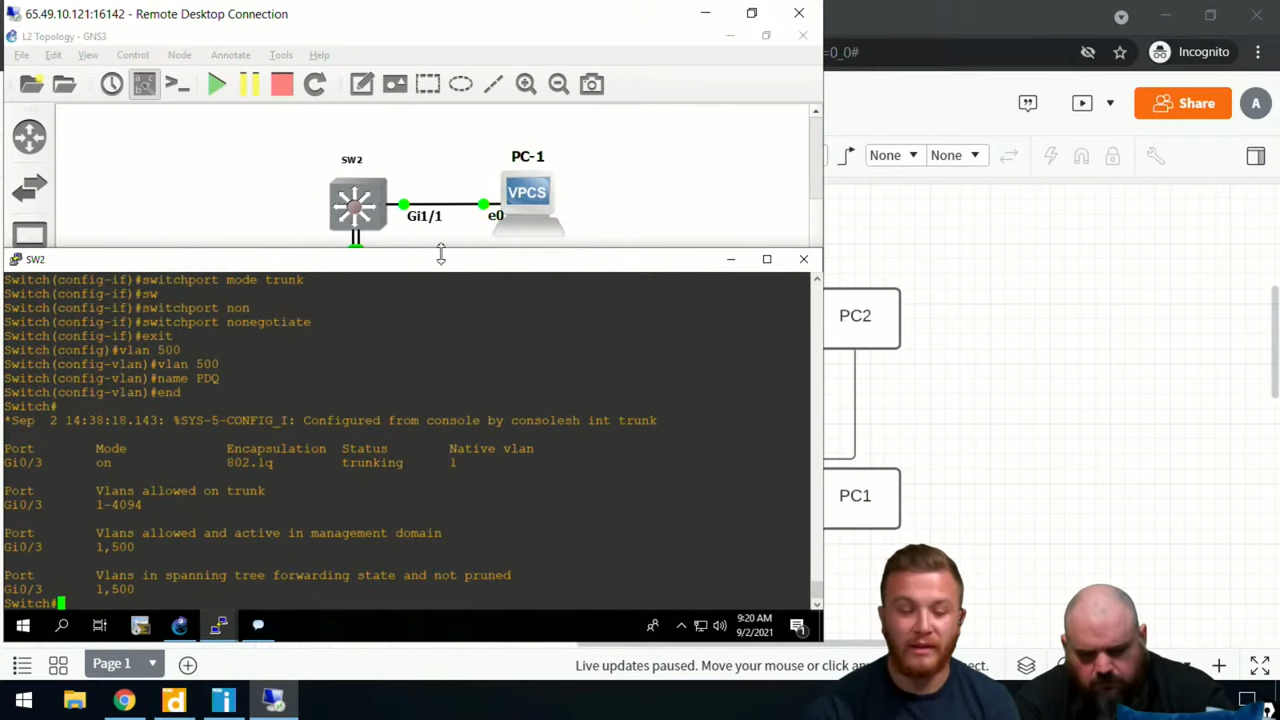 65.49.10.121:16142 - Remote Desktop Connection
L2 Topology - GNS3
File Edit View Control Node Annotate Tools Help
=0_0#
Incognito
Share
A
None
None
SW2
PC-1
VPCS
Gi1/1
e0
SW2
Switch(config-if)#switchport mode trunk
Switch(config-if)#sw
Switch(config-if)#switchport non
Switch(config-if)#switchport nonegotiate
Switch(config-if)#exit
Switch(config)#vlan 500
Switch(config-vlan)#vlan 500
Switch(config-vlan)#name PDQ
Switch(config-vlan)#end
Switch#
*Sep  2 14:38:18.143: %SYS-5-CONFIG_I: Configured from console by consolesh int trunk
Port Mode Encapsulation Status Native vlan
Gi0/3 on 802.1q trunking 1
Port Vlans allowed on trunk
Gi0/3 1-4094
Port Vlans allowed and active in management domain
Gi0/3 1,500
Port Vlans in spanning tree forwarding state and not pruned
Gi0/3 1,500
Switch#
PC2
PC1
9:20 AM
9/2/2021
1
Page 1
Live updates paused. Move your mouse or click an